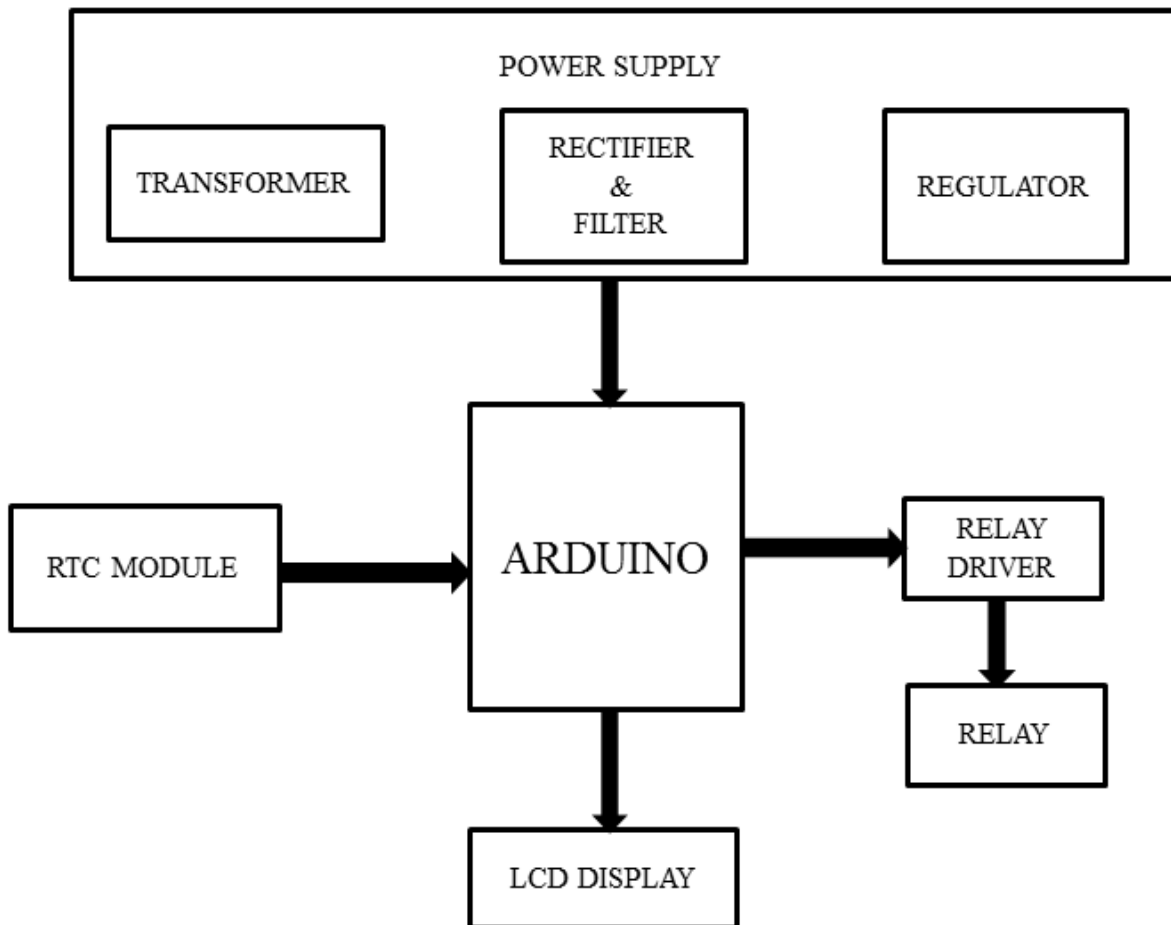 POWER SUPPLY
TRANSFORMER
RECTIFIER
&
FILTER
REGULATOR
RTC MODULE
ARDUINO
RELAY
DRIVER
RELAY
LCD DISPLAY